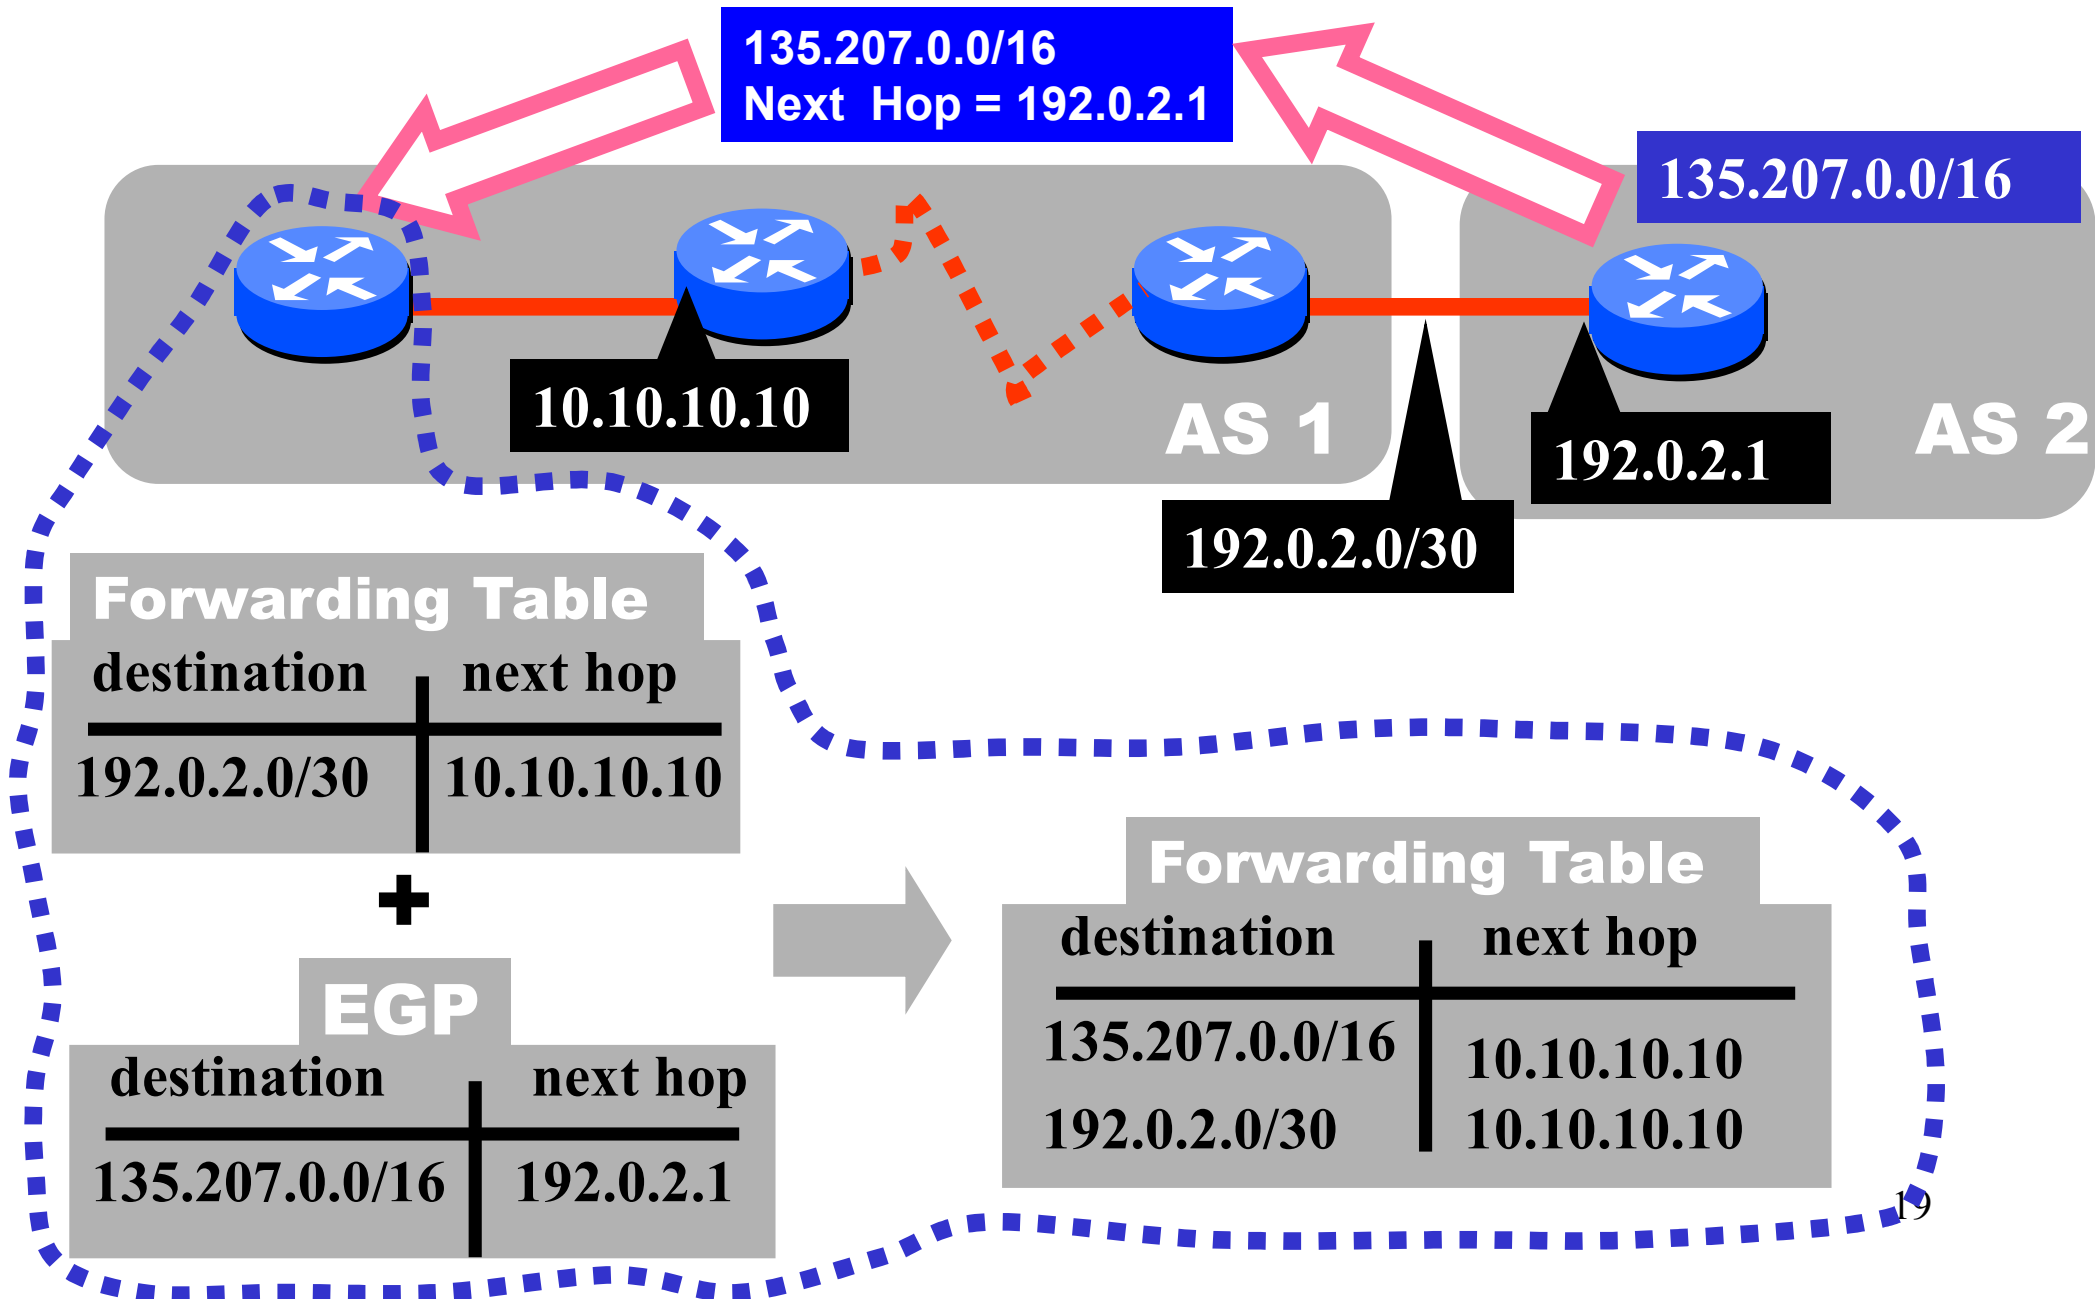 135.207.0.0/16
Next Hop = 192.0.2.1
135.207.0.0/16
10.10.10.10
AS 1
192.0.2.1
AS 2
192.0.2.0/30
Forwarding Table
destination next hop
192.0.2.0/30 10.10.10.10
+
EGP
destination next hop
135.207.0.0/16 192.0.2.1
Forwarding Table
destination next hop
135.207.0.0/16 10.10.10.10
192.0.2.0/30 10.10.10.10
19